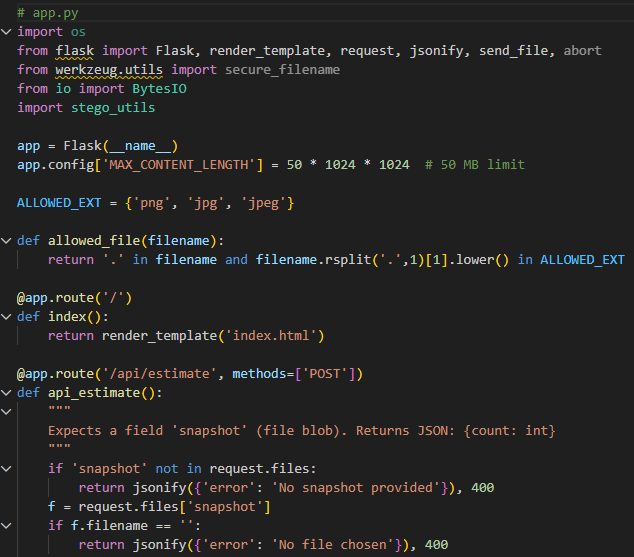 # app.py
import os
from flask import Flask, render_template, request, jsonify, send_file, abort
from werkzeug.utils import secure_filename
from io import BytesIO
import stego_utils

app = Flask(__name__)
app.config['MAX_CONTENT_LENGTH'] = 50 * 1024 * 1024  # 50 MB limit

ALLOWED_EXT = {'png', 'jpg', 'jpeg'}

def allowed_file(filename):
    return '.' in filename and filename.rsplit('.',1)[1].lower() in ALLOWED_EXT

@app.route('/')
def index():
    return render_template('index.html')

@app.route('/api/estimate', methods=['POST'])
def api_estimate():
    """
    Expects a field 'snapshot' (file blob). Returns JSON: {count: int}
    """
    if 'snapshot' not in request.files:
        return jsonify({'error': 'No snapshot provided'}), 400
    f = request.files['snapshot']
    if f.filename == '':
        return jsonify({'error': 'No file chosen'}), 400